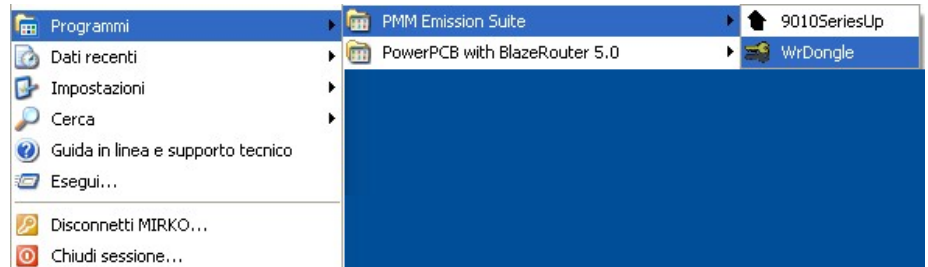 Programmi
PMM Emission Suite
9010SeriesUp
Dati recenti
PowerPCB with BlazeRouter 5.0
WrDongle
Impostazioni
Cerca
Guida in linea e supporto tecnico
Esegui...
Disconnetti MIRKO...
Chiudi sessione...